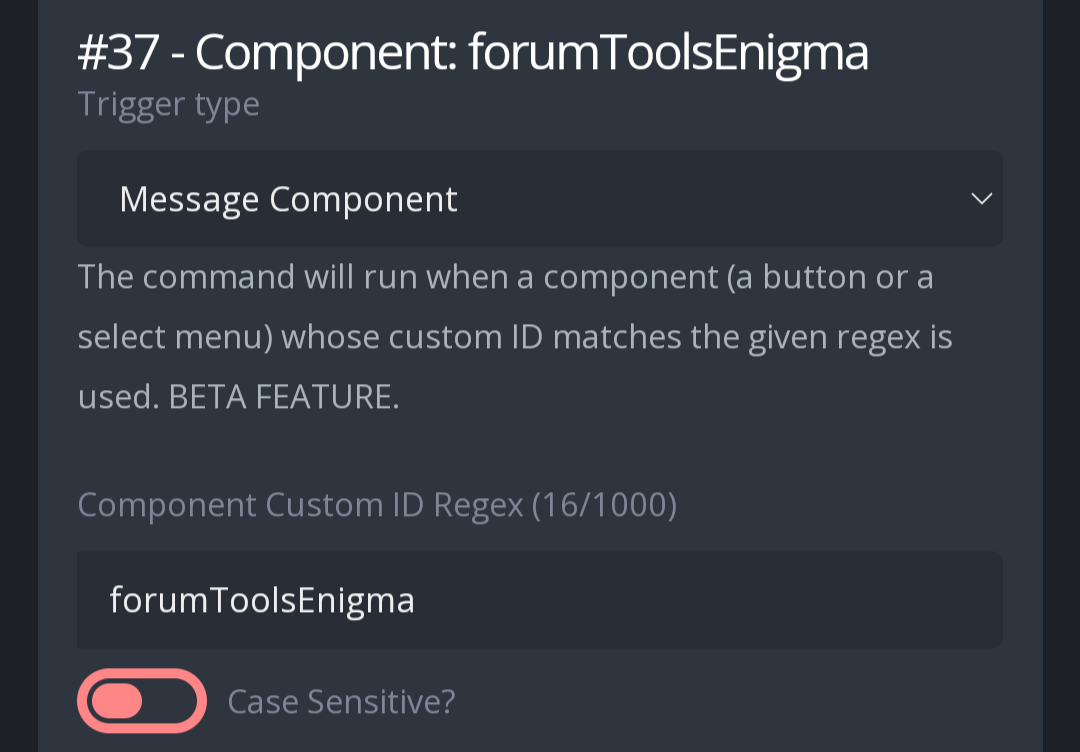 #37 - Component: forumToolsEnigma
Trigger type
Message Component
The command will run when a component (a button or a
select menu) whose custom ID matches the given regex is
used. BETA FEATURE.
Component Custom ID Regex (16/1000)
forumToolsEnigma
Case Sensitive?